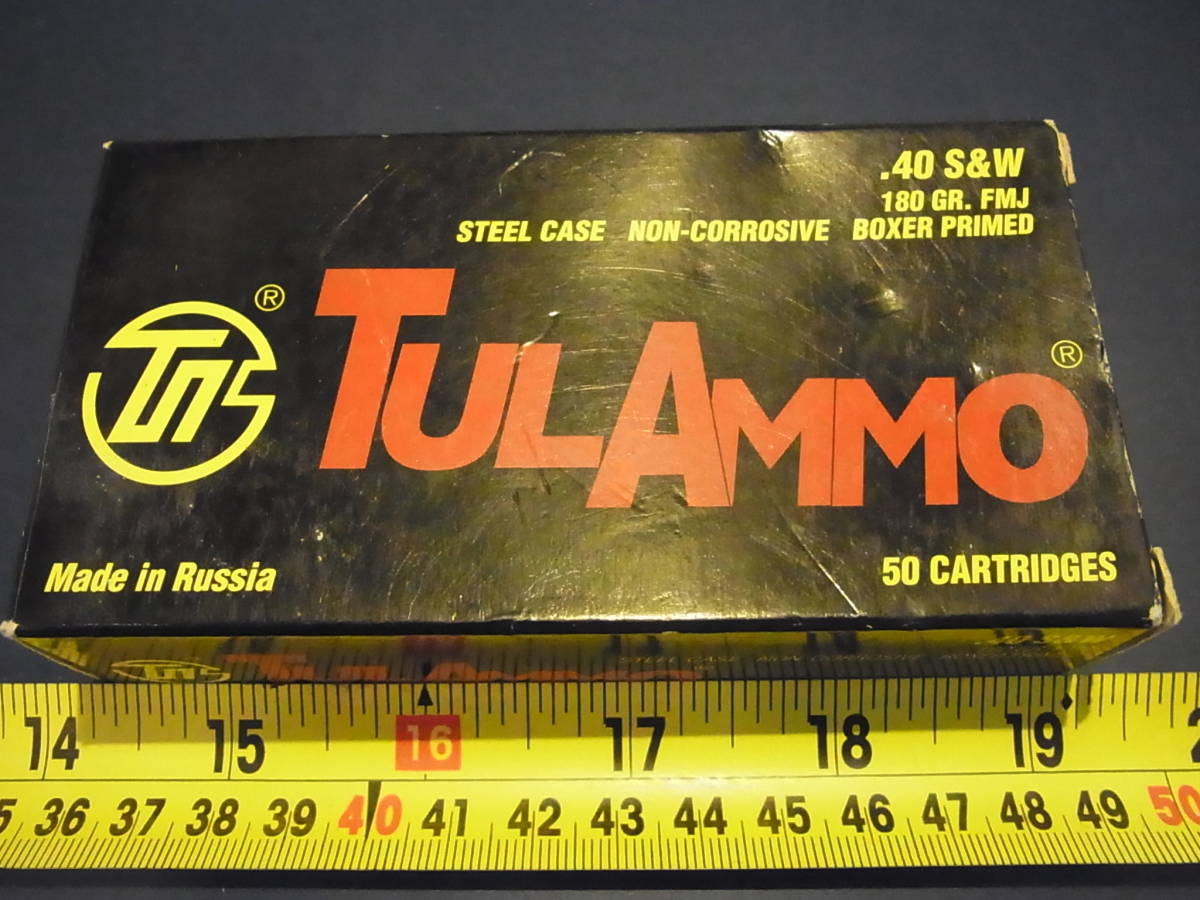 .40 S&W
180 GR. FMJ
STEEL CASE NON-CORROSIVE BOXER PRIMED
®
TULAMMO ®
Made in Russia
50 CARTRIDGES
14 15 16 17 18 19
36 37 38 39 40 41 42 43 44 45 46 47 48 49 50